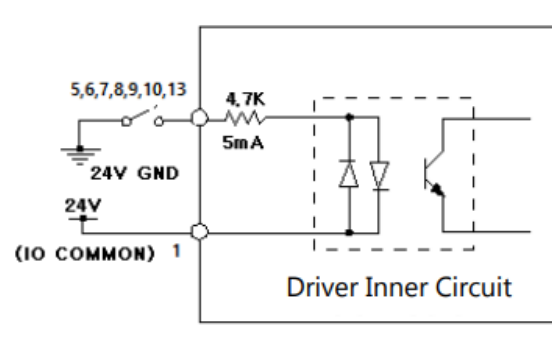 5,6,7,8,9,10,13
4.7K
5mA
24V GND
24V
(IO COMMON) 1
Driver Inner Circuit